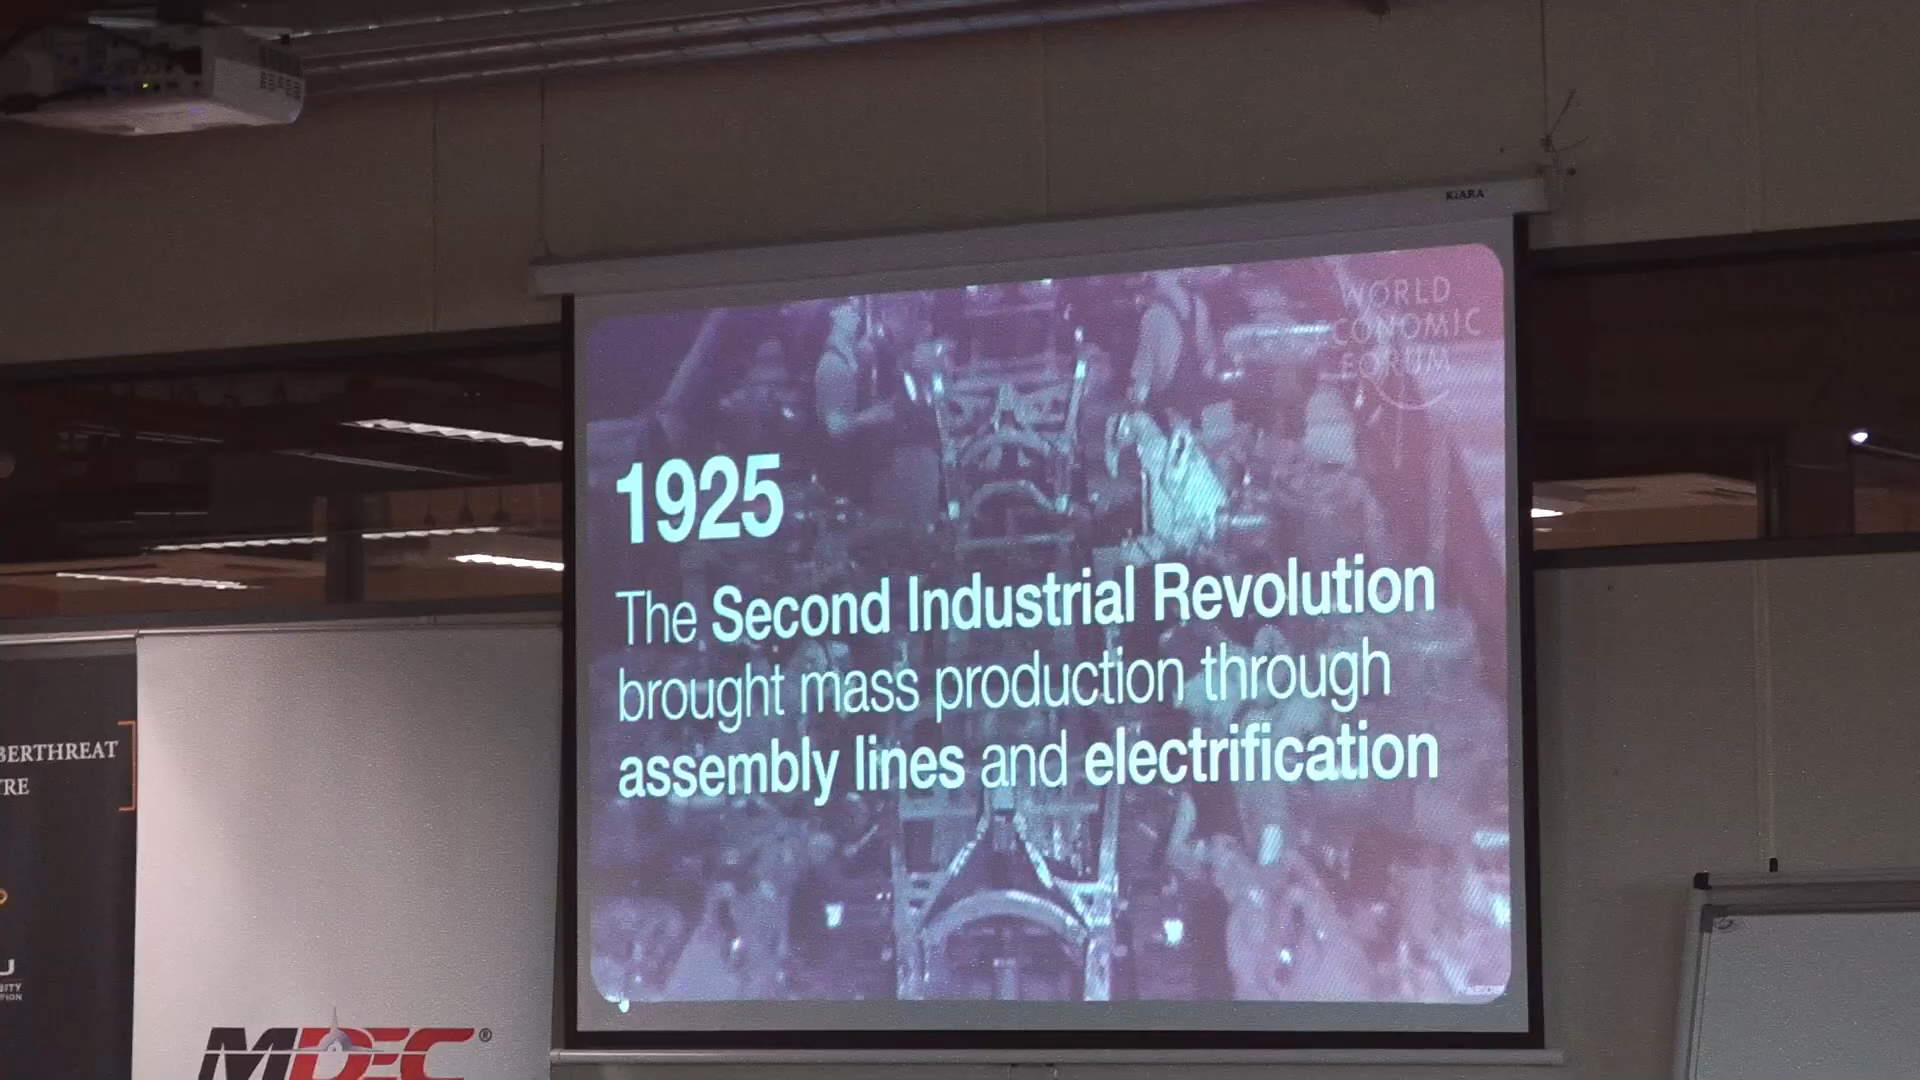 KIARA
WORLD
ECONOMIC
FORUM
1925
The Second Industrial Revolution
brought mass production through
assembly lines and electrification
BERTHREAT
TRE
MDEC®